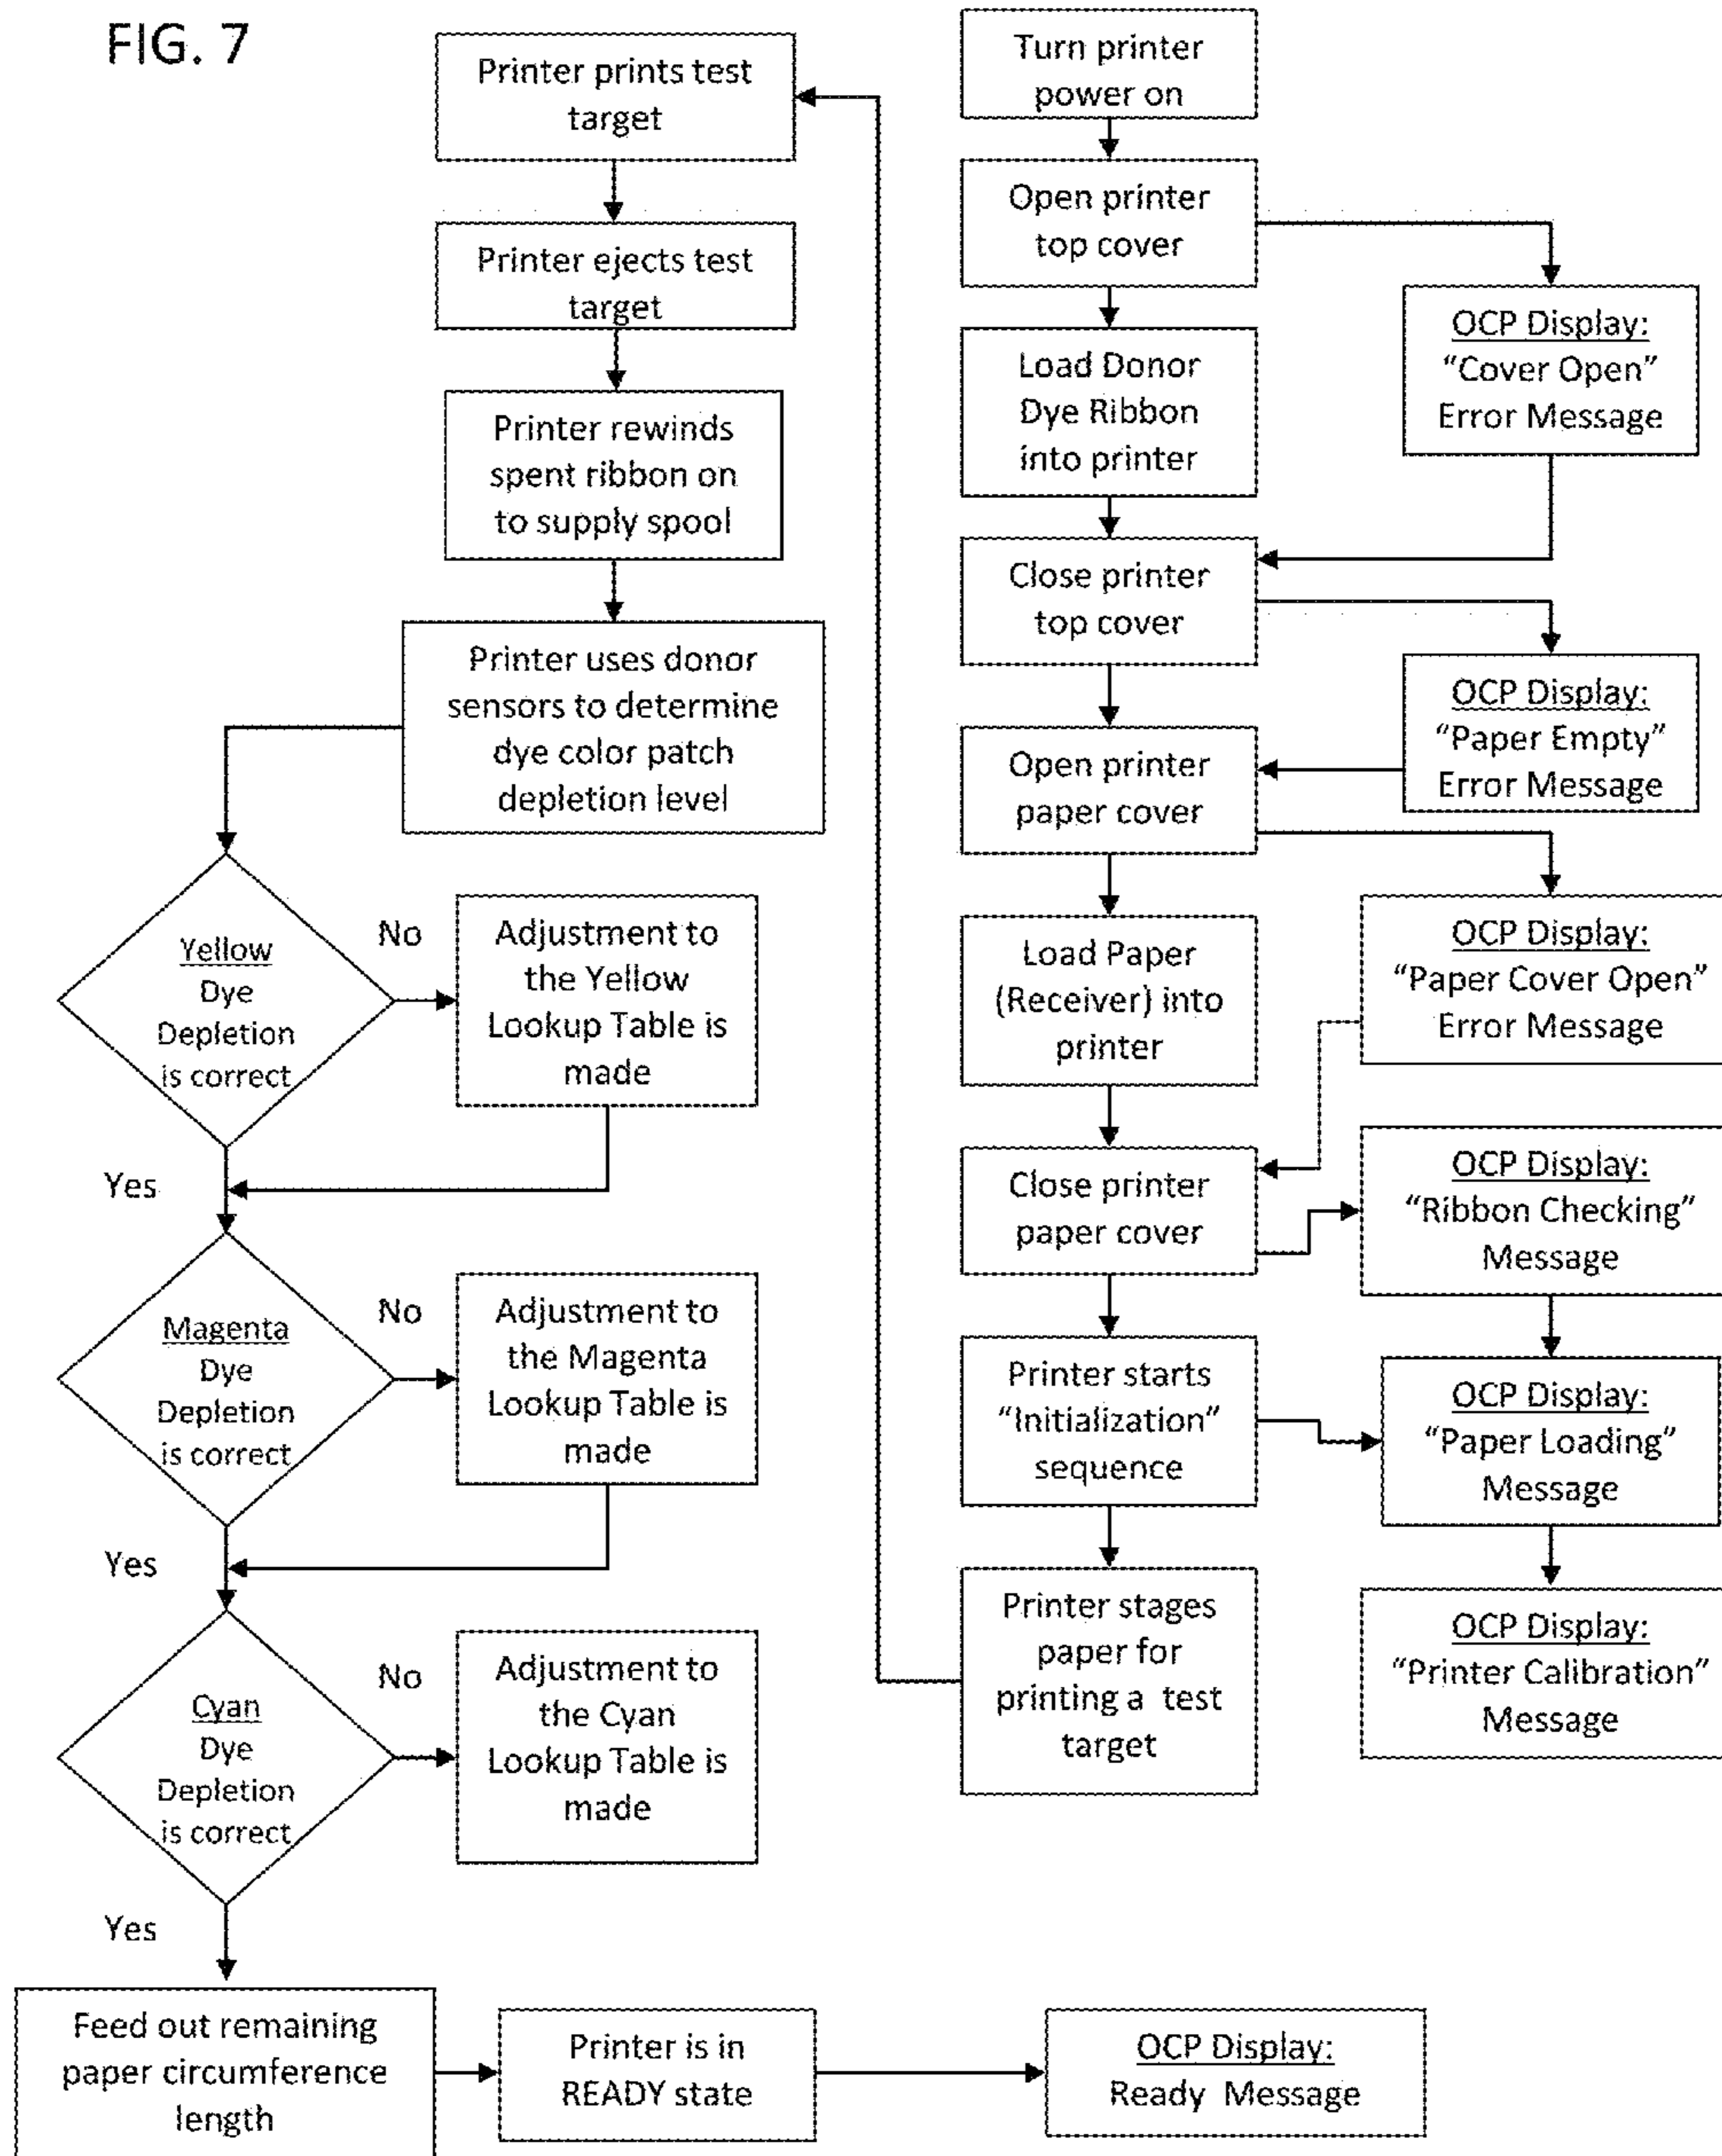 FIG. 7
Turn printer
power on
Open printer
top cover
OCP Display:
“Cover Open”
Error Message
Load Donor
Dye Ribbon
into printer
Close printer
top cover
OCP Display:
“Paper Empty”
Error Message
Open printer
paper cover
OCP Display:
“Paper Cover Open”
Error Message
Load Paper
(Receiver) into
printer
Close printer
paper cover
OCP Display:
“Ribbon Checking”
Message
Printer starts
“Initialization”
sequence
OCP Display:
“Paper Loading”
Message
Printer stages
paper for
printing a test
target
OCP Display:
“Printer Calibration”
Message
Printer prints test
target
Printer ejects test
target
Printer rewinds
spent ribbon on
to supply spool
Printer uses donor
sensors to determine
dye color patch
depletion level
Yellow
Dye
Depletion
is correct
No
Adjustment to
the Yellow
Lookup Table is
made
Yes
Magenta
Dye
Depletion
is correct
No
Adjustment to
the Magenta
Lookup Table is
made
Yes
Cyan
Dye
Depletion
is correct
No
Adjustment to
the Cyan
Lookup Table is
made
Yes
Feed out remaining
paper circumference
length
Printer is in
READY state
OCP Display:
Ready Message